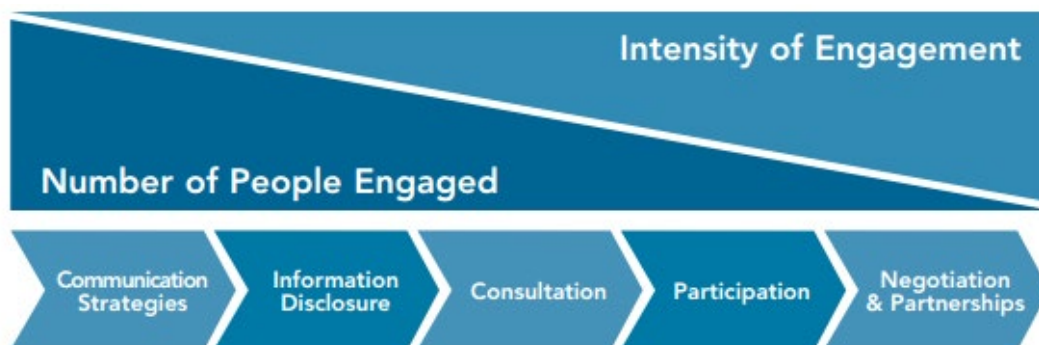 Intensity of Engagement
Number of People Engaged
Communication
Strategies
Information
Disclosure
Consultation
Participation
Negotiation
& Partnerships